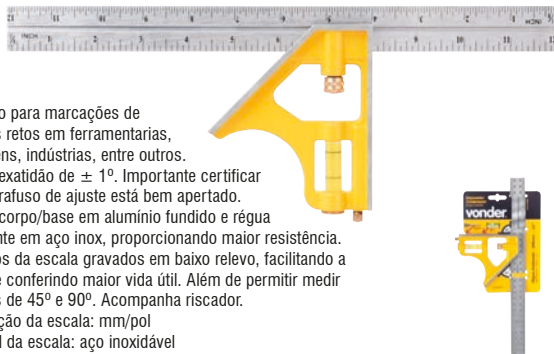 INCH
o para marcações de
s retos em ferramentarias,
ens, indústrias, entre outros.
exatidão de ± 1º. Importante certificar
rafuso de ajuste está bem apertado.
corpo/base em alumínio fundido e régua
nte em aço inox, proporcionando maior resistência.
os da escala gravados em baixo relevo, facilitando a
e conferindo maior vida útil. Além de permitir medir
s de 45º e 90º. Acompanha riscador.
ção da escala: mm/pol
l da escala: aço inoxidável
vonder